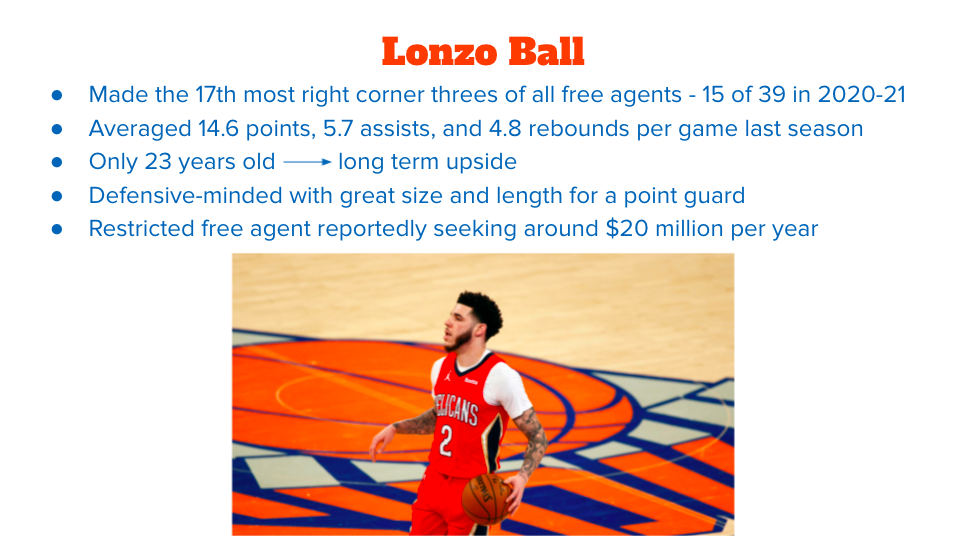 Lonzo Ball
● Made the 17th most right corner threes of all free agents - 15 of 39 in 2020-21
● Averaged 14.6 points, 5.7 assists, and 4.8 rebounds per game last season
● Only 23 years old ⟶ long term upside
● Defensive-minded with great size and length for a point guard
● Restricted free agent reportedly seeking around $20 million per year
PELICANS
2
SPALDING